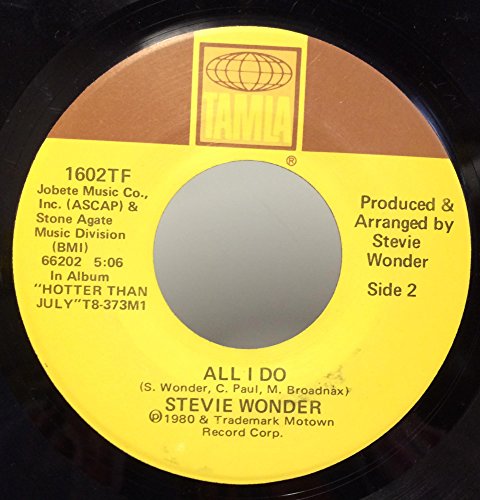 TAMLA
®
1602TF
Jobete Music Co.,
Inc. (ASCAP) &
Stone Agate
Music Division
(BMI)
66202 5:06
In Album
"HOTTER THAN
JULY"T8-373M1
Produced &
Arranged by
Stevie
Wonder
Side 2
ALL I DO
(S. Wonder, C. Paul, M. Broadnax)
STEVIE WONDER
℗1980 & Trademark Motown
Record Corp.